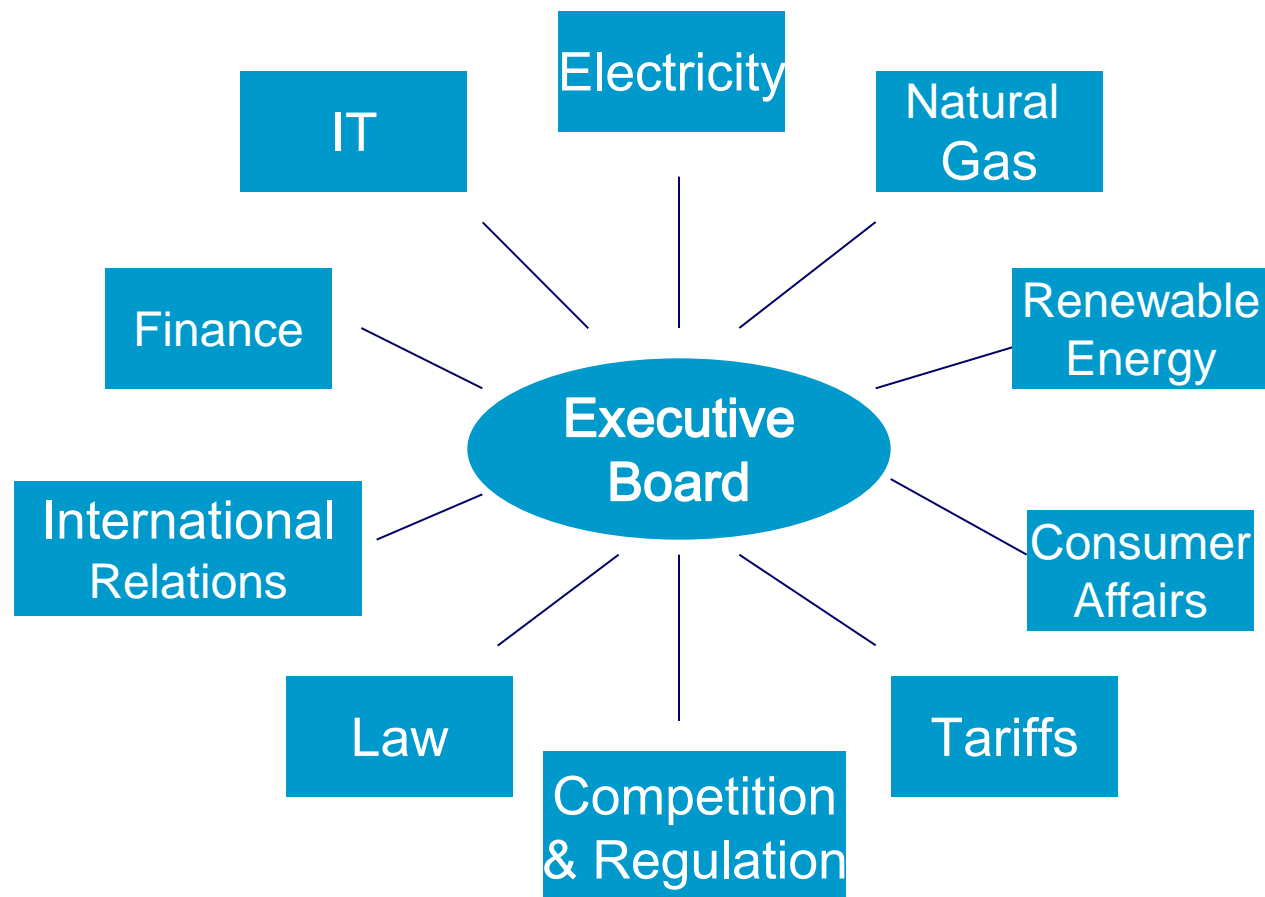 Electricity
IT
Natural
Gas
Renewable
Energy
Finance
Executive
Board
International
Relations
Consumer
Affairs
Law
Tariffs
Competition
& Regulation